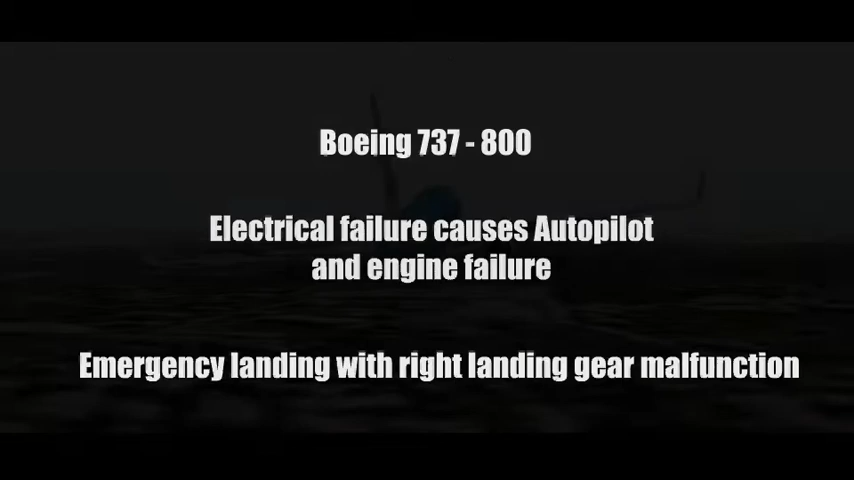 Boeing 737 - 800
Electrical failure causes Autopilot
and engine failure
Emergency landing with right landing gear malfunction